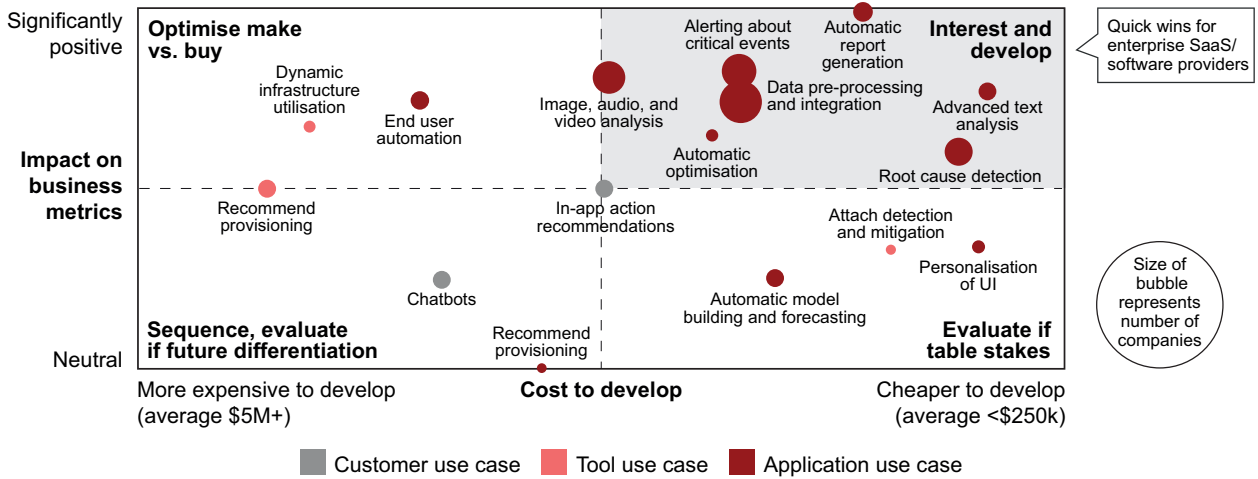 Significantly
positive
Optimise make
vs. buy
Alerting about
critical events
Automatic
report
generation
Interest and
develop
Quick wins for
enterprise SaaS/
software providers
Dynamic
infrastructure
utilisation
End user
automation
Image, audio, and
video analysis
Data pre-processing
and integration
Advanced text
analysis
Automatic
optimisation
Root cause detection
Impact on
business
metrics
Recommend
provisioning
In-app action
recommendations
Attach detection
and mitigation
Personalisation
of UI
Chatbots
Automatic model
building and forecasting
Size of
bubble
represents
number of
companies
Sequence, evaluate
if future differentiation
Recommend
provisioning
Evaluate if
table stakes
Neutral
More expensive to develop
(average $5M+)
Cost to develop
Cheaper to develop
(average <$250k)
Customer use case
Tool use case
Application use case